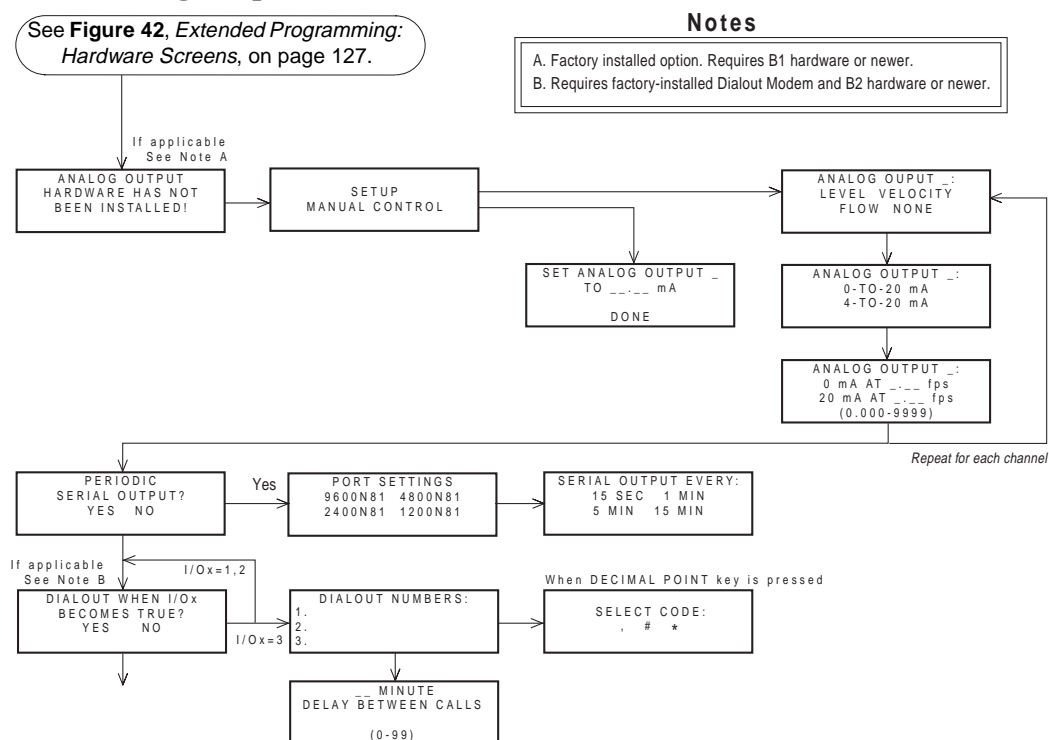 See Figure 42, Extended Programming:
Hardware Screens, on page 127.
Notes
A. Factory installed option. Requires B1 hardware or newer.
B. Requires factory-installed Dialout Modem and B2 hardware or newer.
If applicable
See Note A
ANALOG OUTPUT
HARDWARE HAS NOT
BEEN INSTALLED!
SETUP
MANUAL CONTROL
ANALOG OUPUT _:
LEVEL VELOCITY
FLOW NONE
SET ANALOG OUTPUT _
TO __.__ mA
DONE
ANALOG OUTPUT _:
0-TO-20 mA
4-TO-20 mA
ANALOG OUTPUT _:
0 mA AT _.__ fps
20 mA AT _.__ fps
(0.000-9999)
Repeat for each channel
PERIODIC
SERIAL OUTPUT?
YES NO
Yes
PORT SETTINGS
9600N81 4800N81
2400N81 1200N81
SERIAL OUTPUT EVERY:
15 SEC 1 MIN
5 MIN 15 MIN
If applicable
See Note B
I/Ox=1,2
DIALOUT WHEN I/Ox
BECOMES TRUE?
YES NO
I/Ox=3
DIALOUT NUMBERS:
1.
2.
3.
When DECIMAL POINT key is pressed
SELECT CODE:
, # *
__ MINUTE
DELAY BETWEEN CALLS
(0-99)